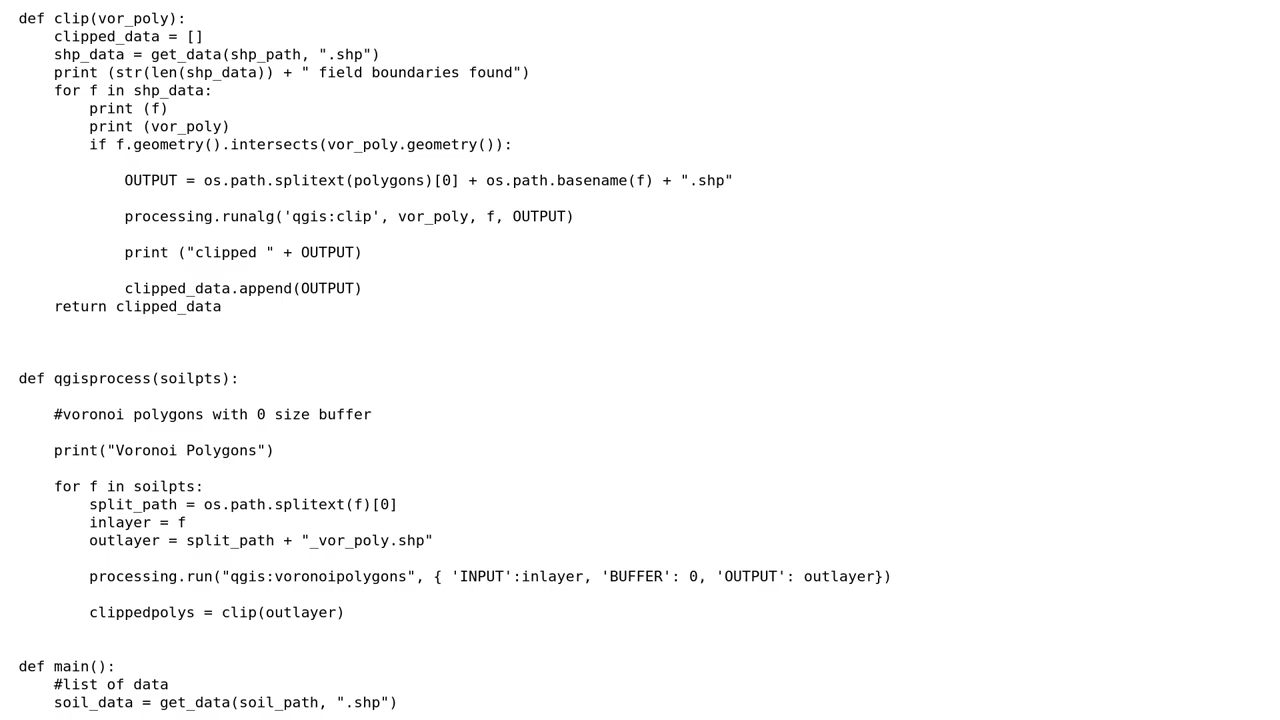 def clip(vor_poly):
    clipped_data = []
    shp_data = get_data(shp_path, ".shp")
    print (str(len(shp_data)) + " field boundaries found")
    for f in shp_data:
        print (f)
        print (vor_poly)
        if f.geometry().intersects(vor_poly.geometry()):
            OUTPUT = os.path.splitext(polygons)[0] + os.path.basename(f) + ".shp"
            processing.runalg('qgis:clip', vor_poly, f, OUTPUT)
            print ("clipped " + OUTPUT)
            clipped_data.append(OUTPUT)
    return clipped_data
def qgisprocess(soilpts):
    #voronoi polygons with 0 size buffer
    print("Voronoi Polygons")
    for f in soilpts:
        split_path = os.path.splitext(f)[0]
        inlayer = f
        outlayer = split_path + "_vor_poly.shp"
        processing.run("qgis:voronoipolygons", { 'INPUT':inlayer, 'BUFFER': 0, 'OUTPUT': outlayer})
        clippedpolys = clip(outlayer)
def main():
    #list of data
    soil_data = get_data(soil_path, ".shp")